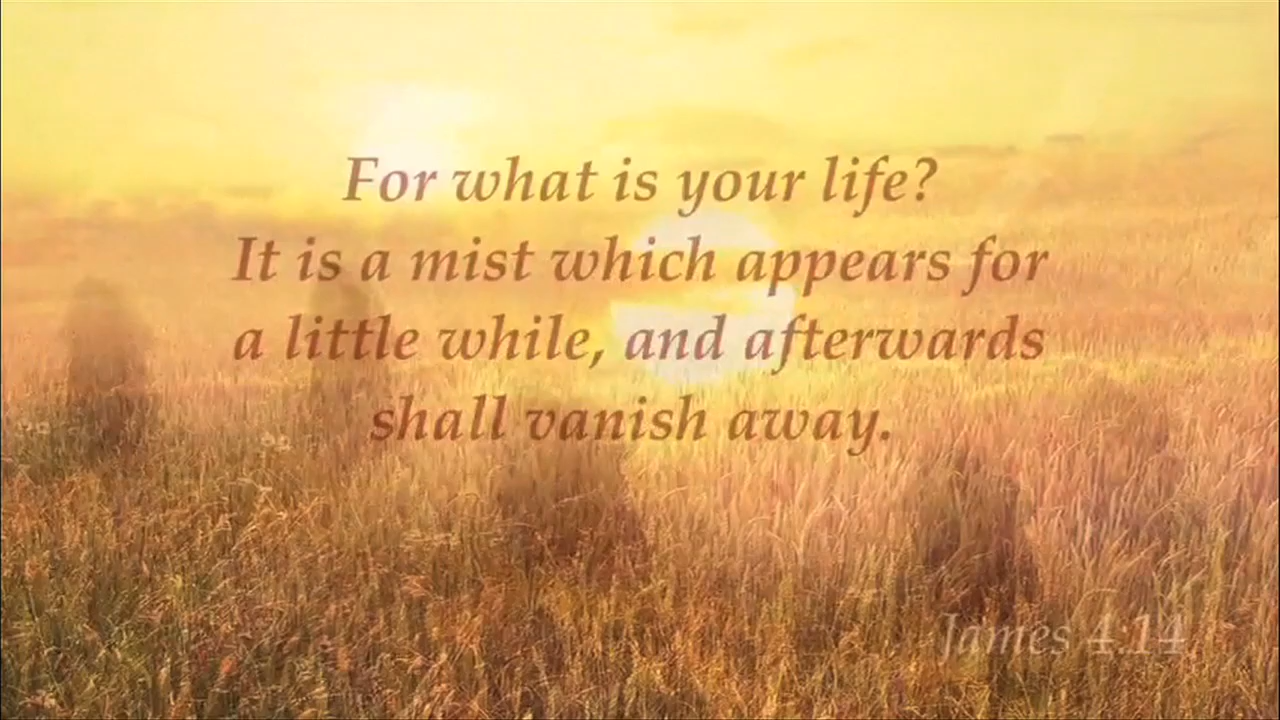 For what is your life?
It is a mist which appears for
a little while, and afterwards
shall vanish away.
James 4:14